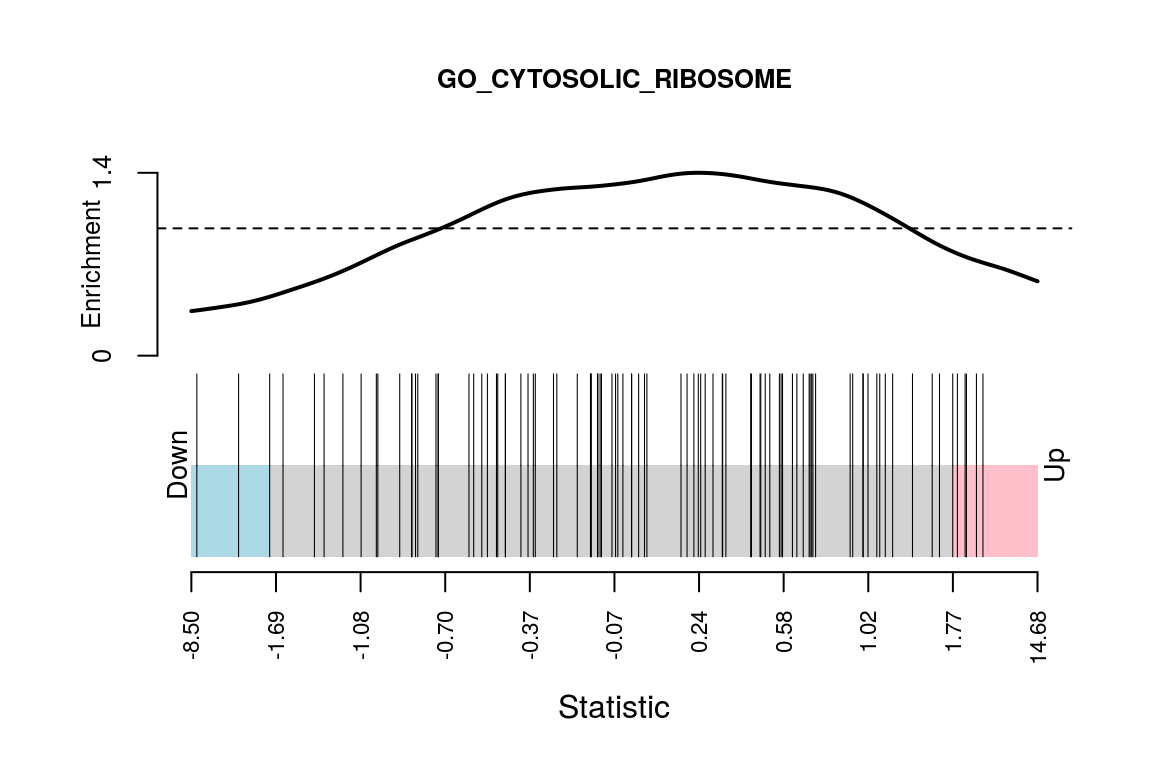 GO_CYTOSOLIC_RIBOSOME
Enrichment
1.4
0
Down
Up
-8.50 -1.69 -1.08 -0.70 -0.37 -0.07 0.24 0.58 1.02 1.77 14.68
Statistic